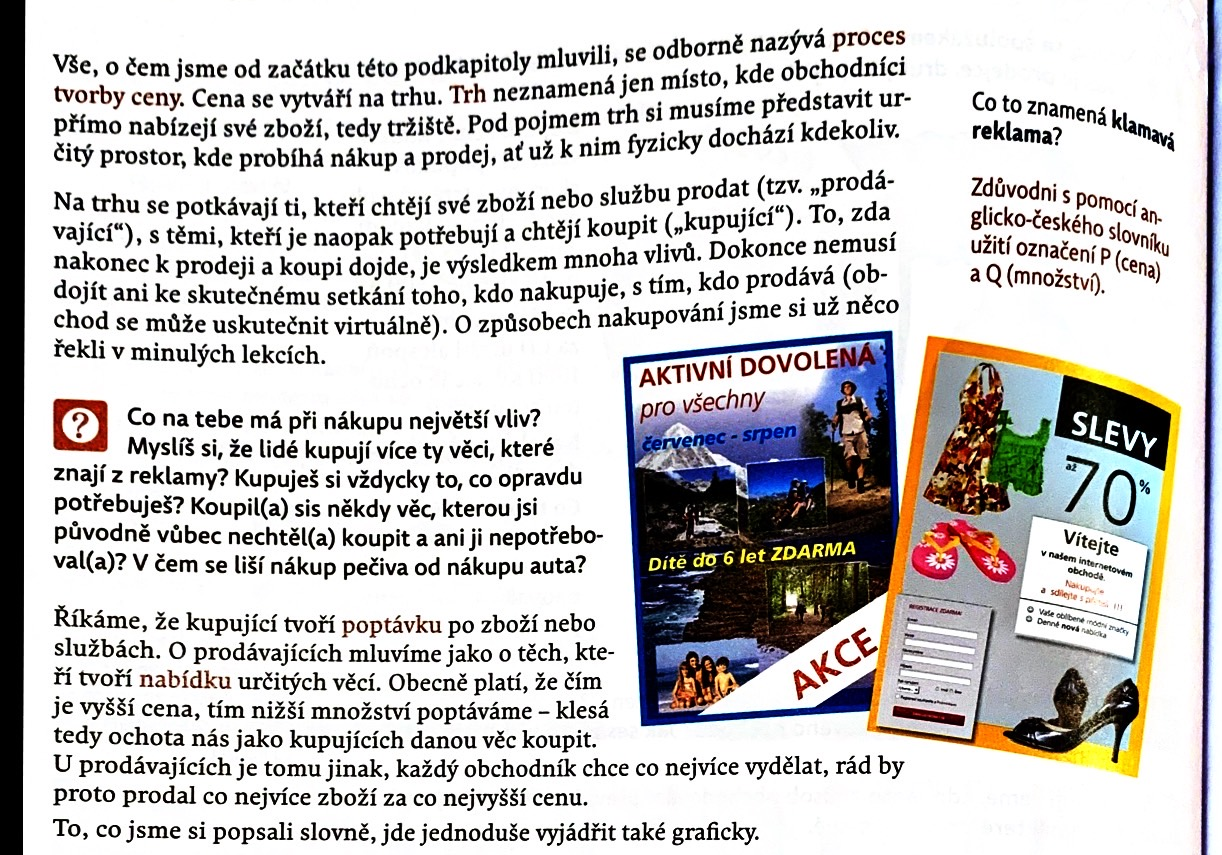 Vše, o čem jsme od začátku této podkapitoly mluvili, se odborně nazývá proces
tvorby ceny. Cena se vytváří na trhu. Trh neznamená jen místo, kde obchodníci
přímo nabízejí své zboží, tedy tržiště. Pod pojmem trh si musíme představit ur-
čitý prostor, kde probíhá nákup a prodej, ať už k nim fyzicky dochází kdekoliv.
Na trhu se potkávají ti, kteří chtějí své zboží nebo službu prodat (tzv. „prodá-
vající“), s těmi, kteří je naopak potřebují a chtějí koupit („kupující“). To, zda
nakonec k prodeji a koupi dojde, je výsledkem mnoha vlivů. Dokonce nemusí
dojít ani ke skutečnému setkání toho, kdo nakupuje, s tím, kdo prodává (ob-
chod se může uskutečnit virtuálně). O způsobech nakupování jsme si už něco
řekli v minulých lekcích.
? Co na tebe má při nákupu největší vliv?
Myslíš si, že lidé kupují více ty věci, které
znají z reklamy? Kupuješ si vždycky to, co opravdu
potřebuješ? Koupil(a) sis někdy věc, kterou jsi
původně vůbec nechtěl(a) koupit a ani ji nepotřebo-
val(a)? V čem se liší nákup pečiva od nákupu auta?
Říkáme, že kupující tvoří poptávku po zboží nebo
službách. O prodávajících mluvíme jako o těch, kte-
ří tvoří nabídku určitých věcí. Obecně platí, že čím
je vyšší cena, tím nižší množství poptáváme – klesá
tedy ochota nás jako kupujících danou věc koupit.
U prodávajících je tomu jinak, každý obchodník chce co nejvíce vydělat, rád by
proto prodal co nejvíce zboží za co nejvyšší cenu.
To, co jsme si popsali slovně, jde jednoduše vyjádřit také graficky.
Co to znamená klamavá
reklama?
Zdůvodni s pomocí an-
glicko-českého slovníku
užití označení P (cena)
a Q (množství).
AKTIVNÍ DOVOLENÁ
pro všechny
červenec - srpen
Dítě do 6 let ZDARMA
AKCE
SLEVY
až
70%
Vítejte
v našem internetovém
obchodě.
Nakupujte
a sdílejte s přáteli !!!
Vaše oblíbené módní značky
Denně nová nabídka
REGISTRACE ZDARMA!